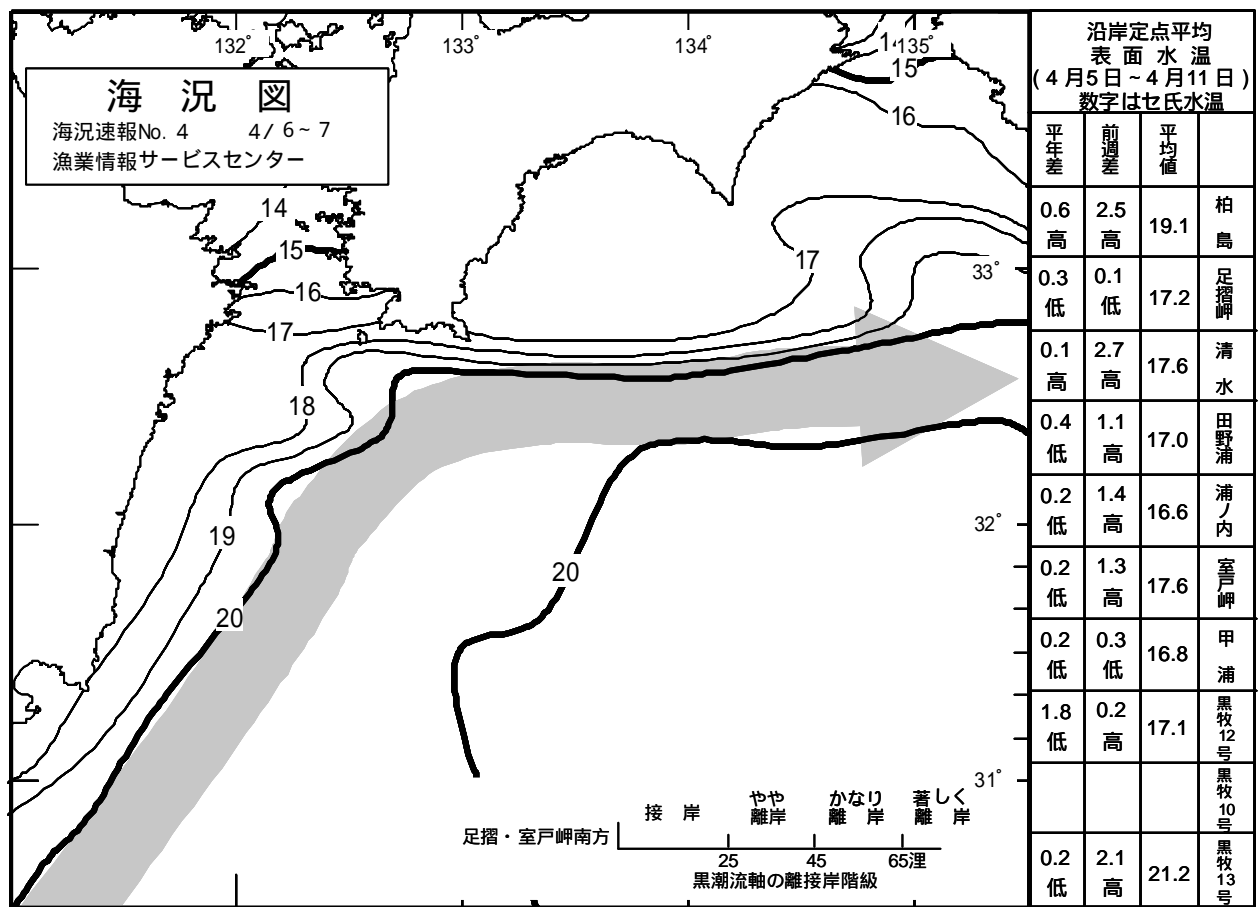 132°
133°
134°
135°
海 況 図
海況速報No. 4 4/ 6~7
漁業情報サービスセンター
15
16
14
15
16
17
17
33°
18
19
20
20
32°
31°
足摺・室戸岬南方
接 岸
やや
離岸
かなり
離 岸
著しく
離 岸
25 45 65浬
黒潮流軸の離接岸階級
沿岸定点平均
表 面 水 温
(4月5日~4月11日)
数字はセ氏水温
平年差 前週差 平均値
0.6高 2.5高 19.1 柏島
0.3低 0.1低 17.2 足摺岬
0.1高 2.7高 17.6 清水
0.4低 1.1高 17.0 田野浦
0.2低 1.4高 16.6 浦ノ内
0.2低 1.3高 17.6 室戸岬
0.2低 0.3低 16.8 甲浦
1.8低 0.2高 17.1 黒牧12号
黒牧10号
0.2低 2.1高 21.2 黒牧13号